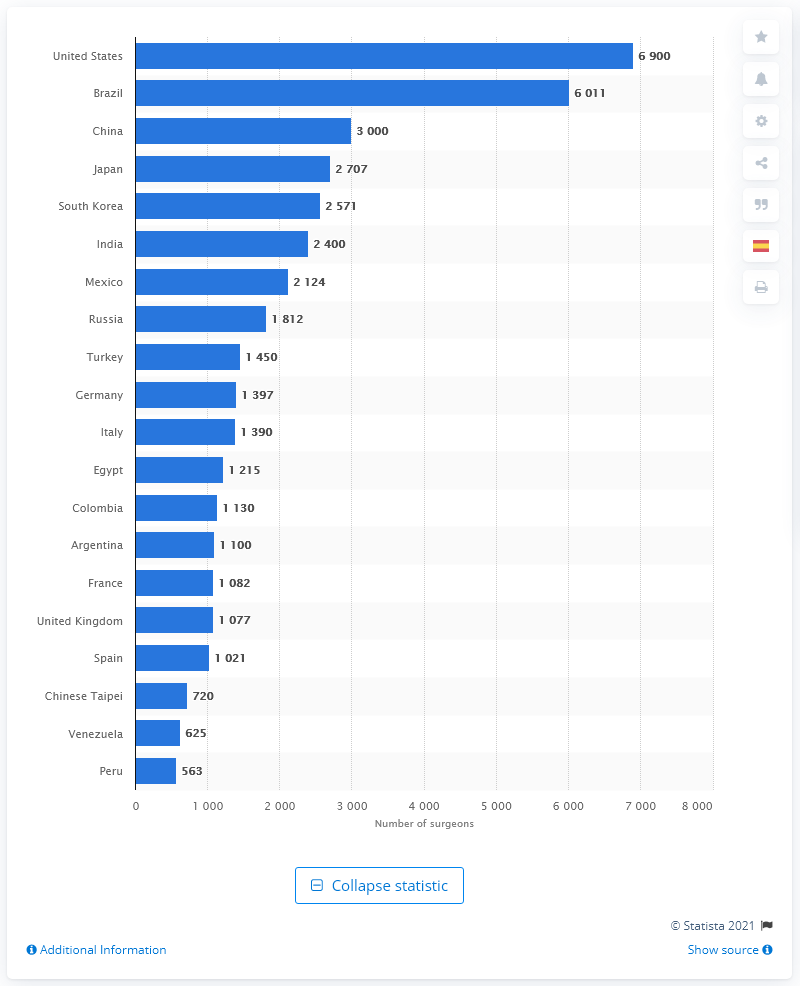 United States 6 900
Brazil 6 011
China 3 000
Japan 2 707
South Korea 2 571
India 2 400
Mexico 2 124
Russia 1 812
Turkey 1 450
Germany 1 397
Italy 1 390
Egypt 1 215
Colombia 1 130
Argentina 1 100
France 1 082
United Kingdom 1 077
Spain 1 021
Chinese Taipei 720
Venezuela 625
Peru 563
0 1 000 2 000 3 000 4 000 5 000 6 000 7 000 8 000
Number of surgeons
Collapse statistic
© Statista 2021
Additional Information Show source